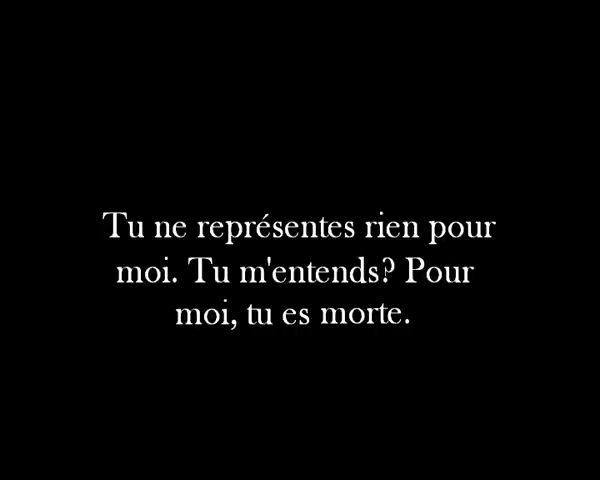 Tu ne représentes rien pour
moi. Tu m'entends? Pour
moi, tu es morte.